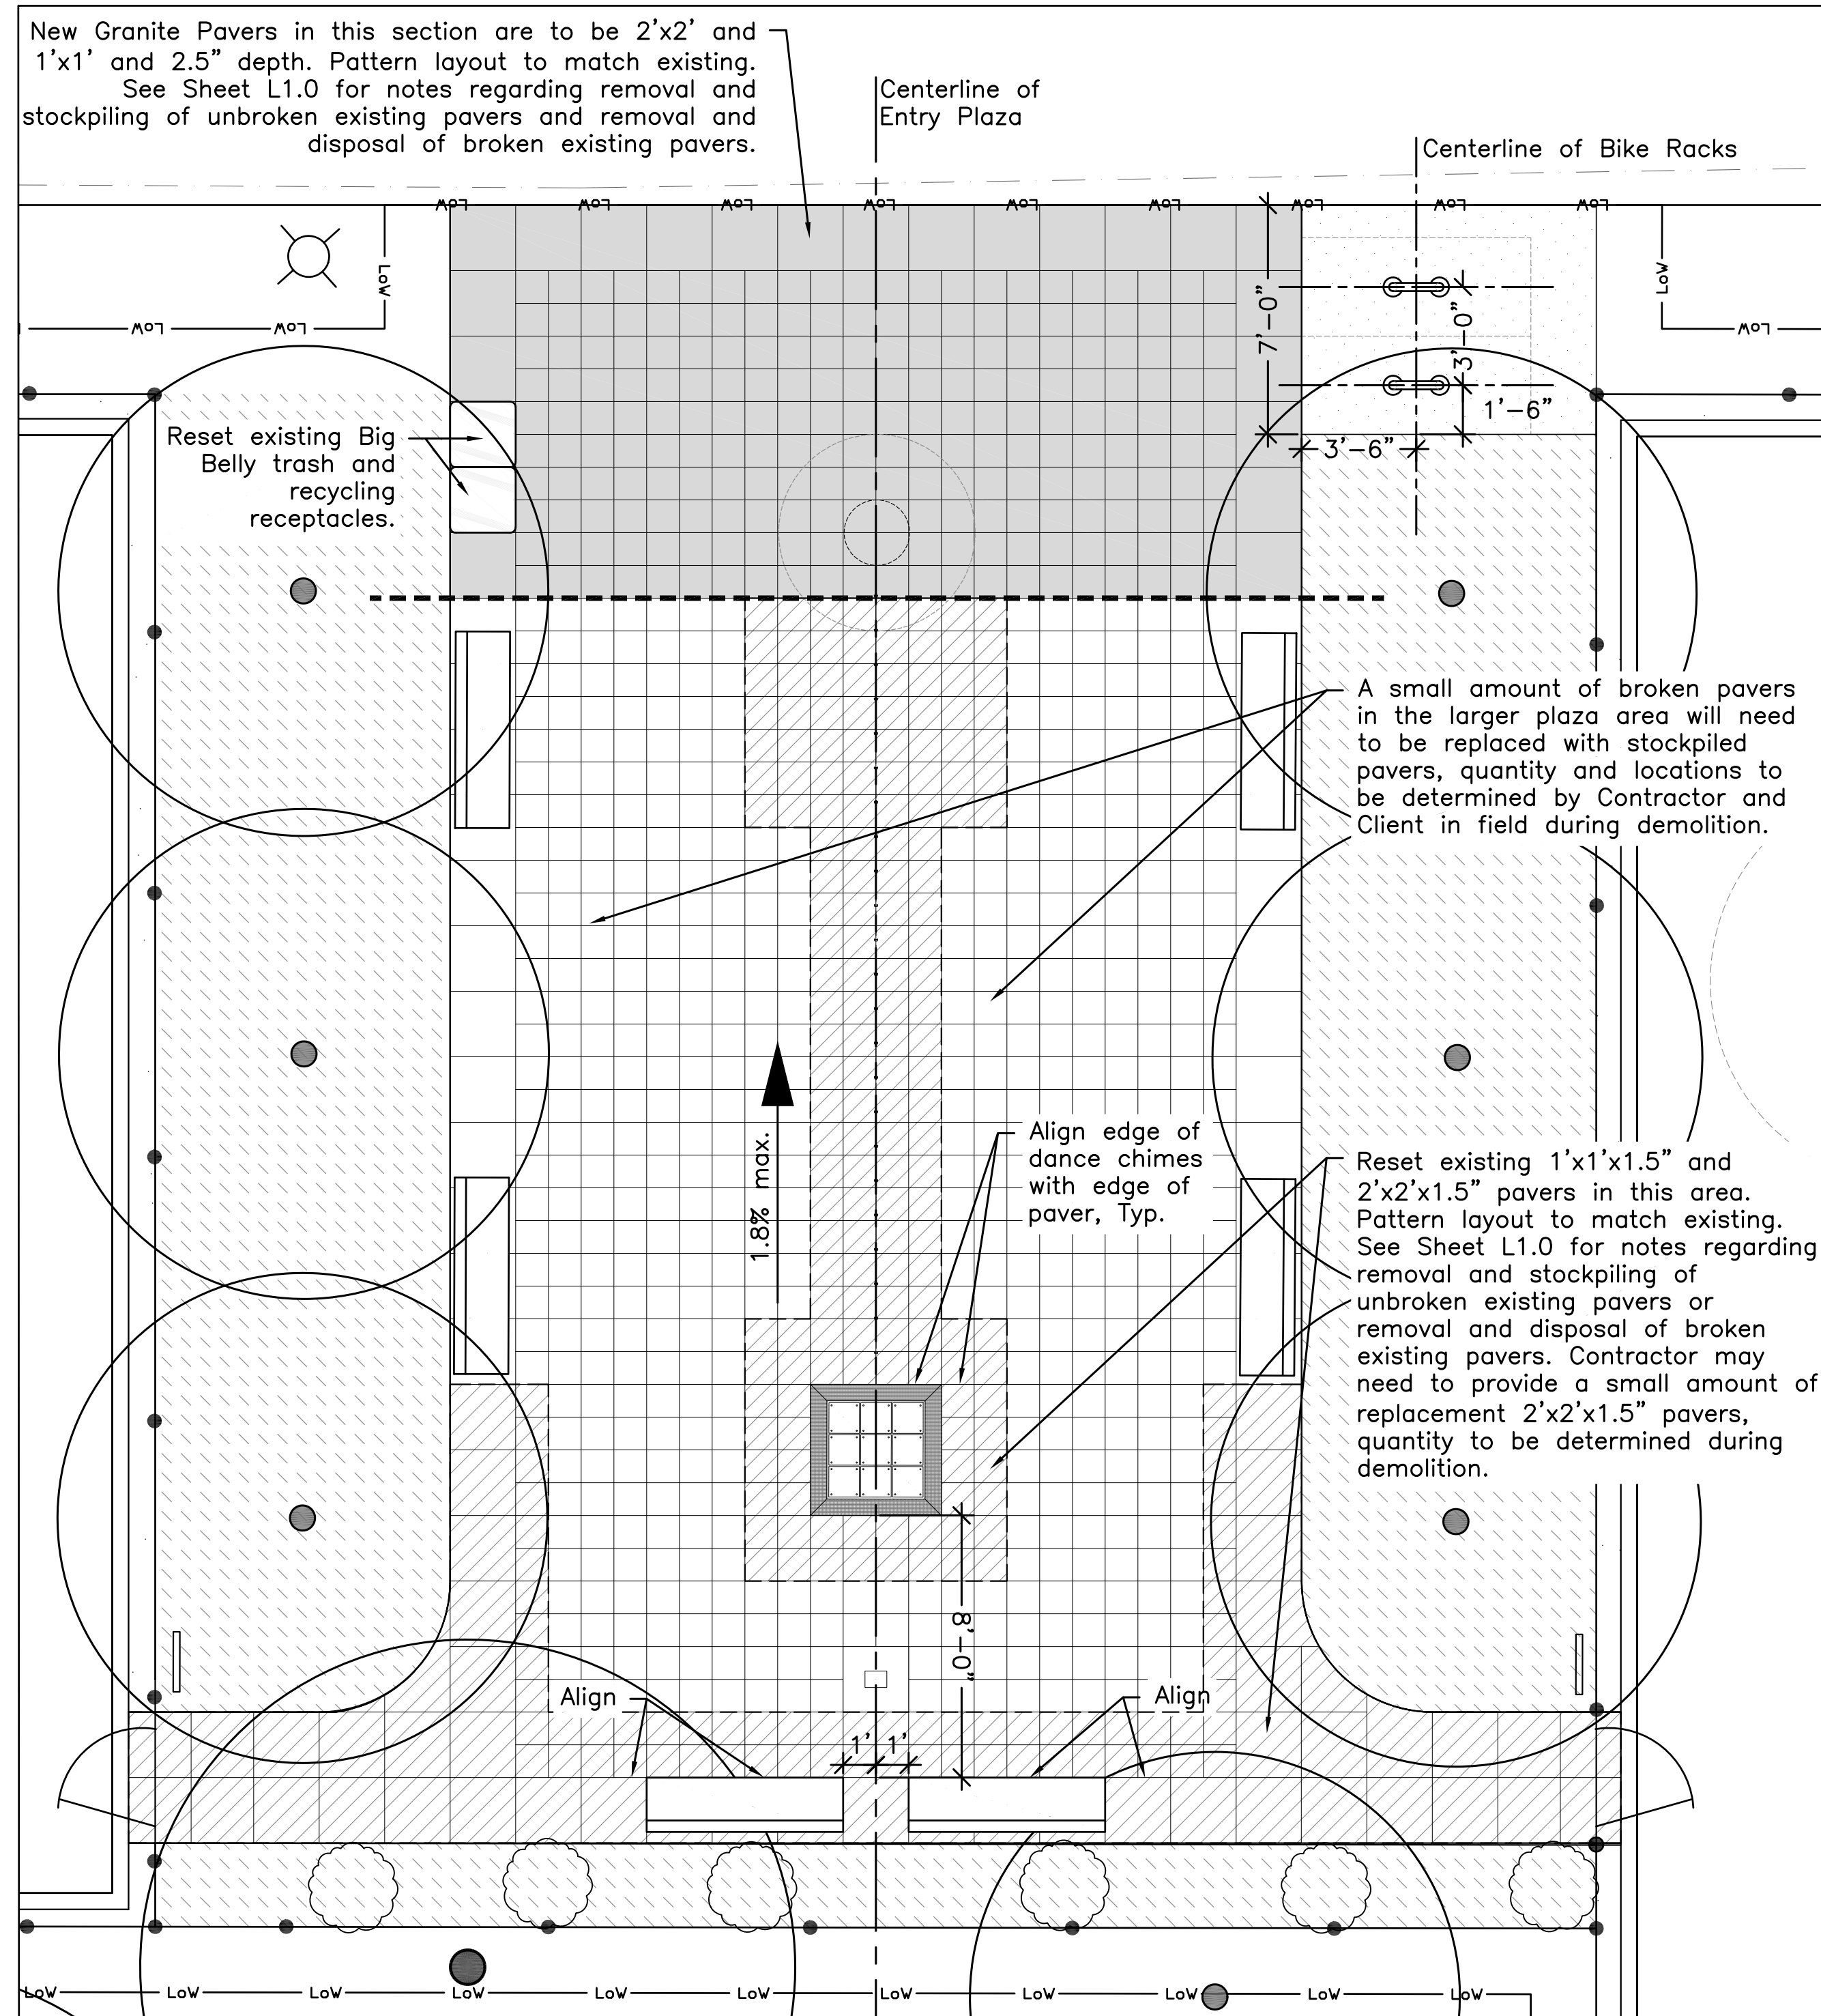 New Granite Pavers in this section are to be 2'x2' and
1'x1' and 2.5" depth. Pattern layout to match existing.
See Sheet L1.0 for notes regarding removal and
stockpiling of unbroken existing pavers and removal and
disposal of broken existing pavers.
Centerline of
Entry Plaza
Centerline of Bike Racks
LoW
LoW
LoW
LoW
LoW
LoW
LoW
LoW
LoW
LoW
LoW
LoW
LoW
LoW
7'-0"
3'-0"
1'-6"
3'-6"
Reset existing Big
Belly trash and
recycling
receptacles.
A small amount of broken pavers
in the larger plaza area will need
to be replaced with stockpiled
pavers, quantity and locations to
be determined by Contractor and
Client in field during demolition.
1.8% max.
Align edge of
dance chimes
with edge of
paver, Typ.
Reset existing 1'x1'x1.5" and
2'x2'x1.5" pavers in this area.
Pattern layout to match existing.
See Sheet L1.0 for notes regarding
removal and stockpiling of
unbroken existing pavers or
removal and disposal of broken
existing pavers. Contractor may
need to provide a small amount of
replacement 2'x2'x1.5" pavers,
quantity to be determined during
demolition.
8'-0"
Align
Align
1' 1'
LoW
LoW
LoW
LoW
LoW
LoW
LoW
LoW
LoW
LoW
LoW